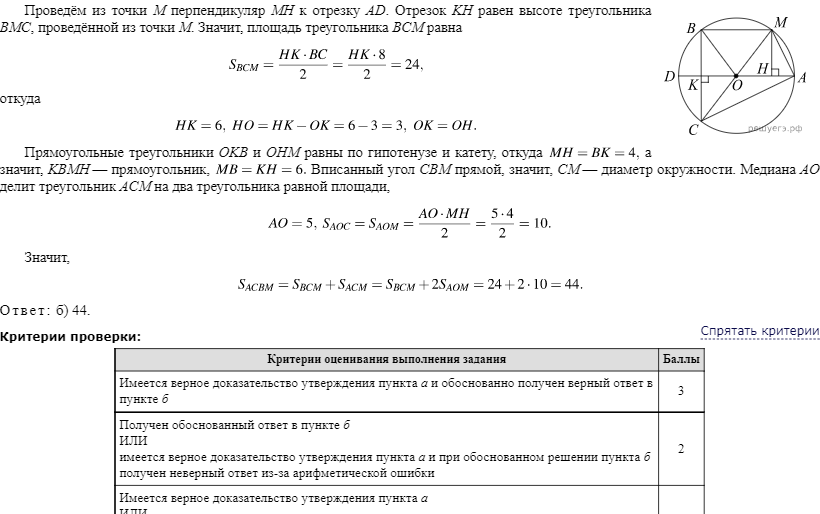 Проведём из точки M перпендикуляр MH к отрезку AD. Отрезок KH равен высоте треугольника
BMC, проведённой из точки M. Значит, площадь треугольника BCM равна
S_{BCM} = \frac{HK · BC}{2} = \frac{HK · 8}{2} = 24,
откуда
HK = 6, HO = HK − OK = 6 − 3 = 3, OK = OH.
Прямоугольные треугольники OKB и OHM равны по гипотенузе и катету, откуда MH = BK = 4, а
значит, KBMH — прямоугольник, MB = KH = 6. Вписанный угол CBM прямой, значит, CM — диаметр окружности. Медиана AO
делит треугольник ACM на два треугольника равной площади,
AO = 5, S_{AOC} = S_{AOM} = \frac{AO · MH}{2} = \frac{5 · 4}{2} = 10.
Значит,
S_{ACBM} = S_{BCM} + S_{ACM} = S_{BCM} + 2S_{AOM} = 24 + 2 · 10 = 44.
Ответ: б) 44.
B
M
D
K
O
H
A
C
решуегэ.рф
Критерии проверки:
Спрятать критерии
Критерии оценивания выполнения задания
Баллы
Имеется верное доказательство утверждения пункта а и обоснованно получен верный ответ в
пункте б
3
Получен обоснованный ответ в пункте б
ИЛИ
имеется верное доказательство утверждения пункта а и при обоснованном решении пункта б
получен неверный ответ из-за арифметической ошибки
2
Имеется верное доказательство утверждения пункта а
ИЛИ